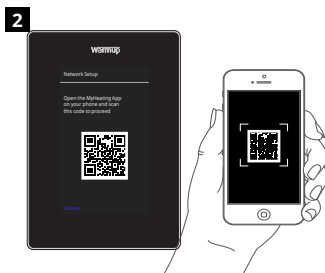 2
warmup
Network Setup
Open the MyHeating App
on your phone and scan
this code to proceed